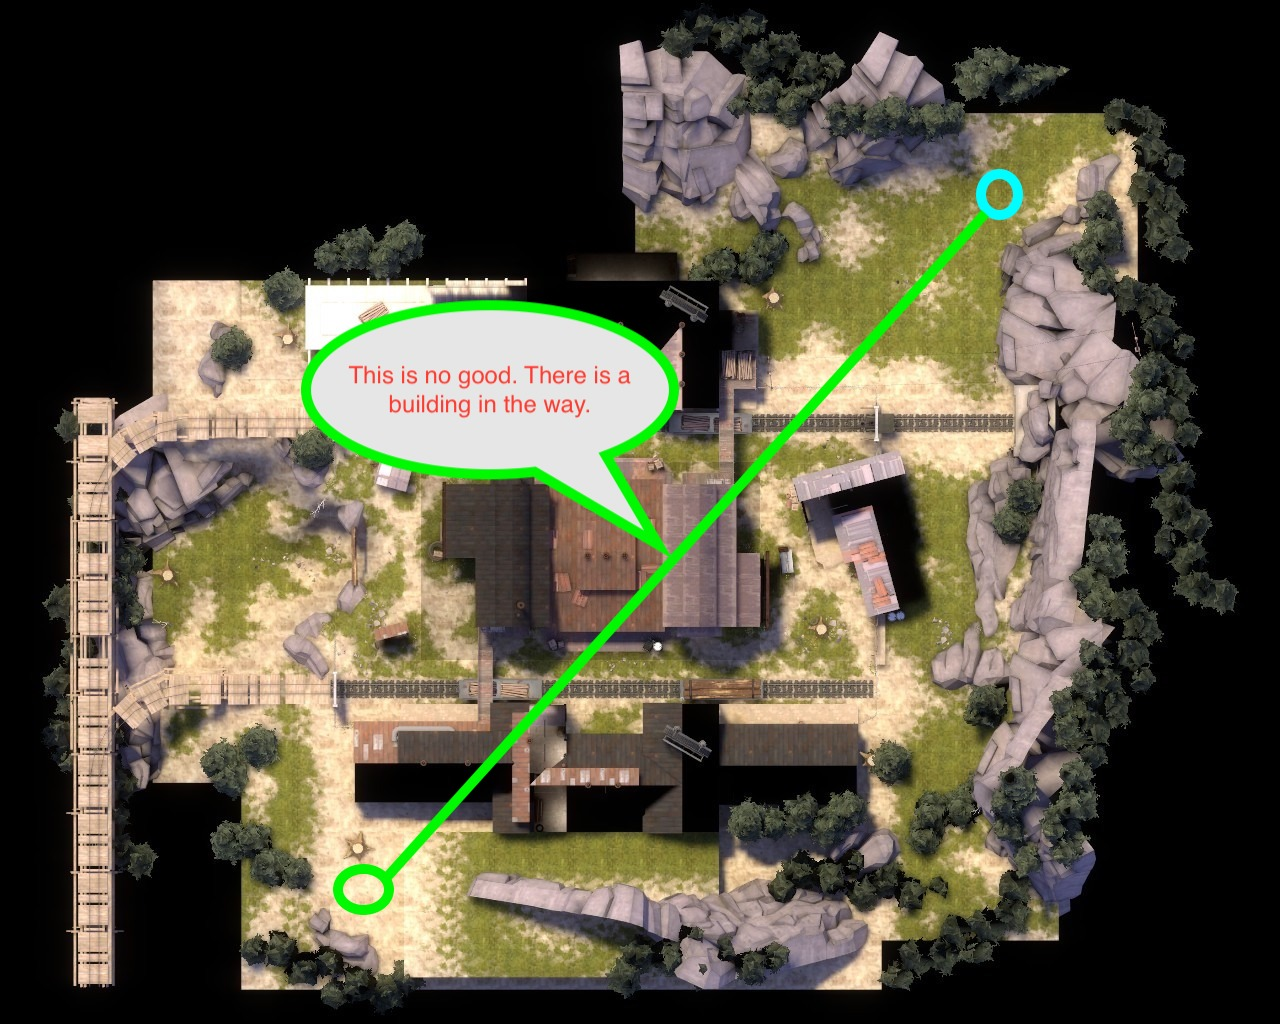 This is no good. There is a
building in the way.